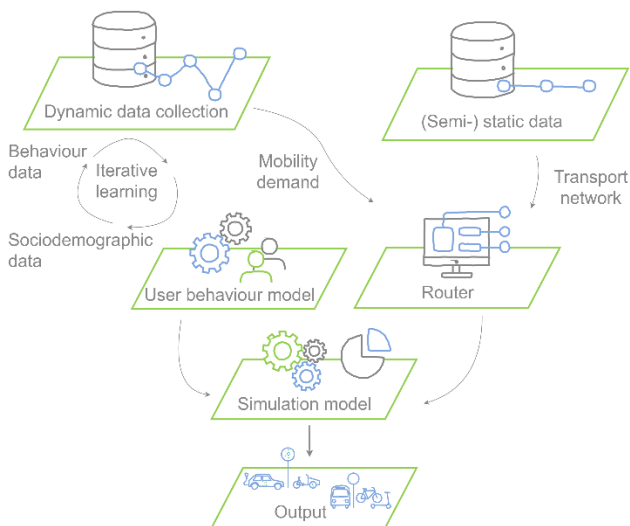 Dynamic data collection
(Semi-) static data
Behaviour
data
Iterative
learning
Mobility
demand
Transport
network
Sociodemographic
data
User behaviour model
Router
Simulation model
Output